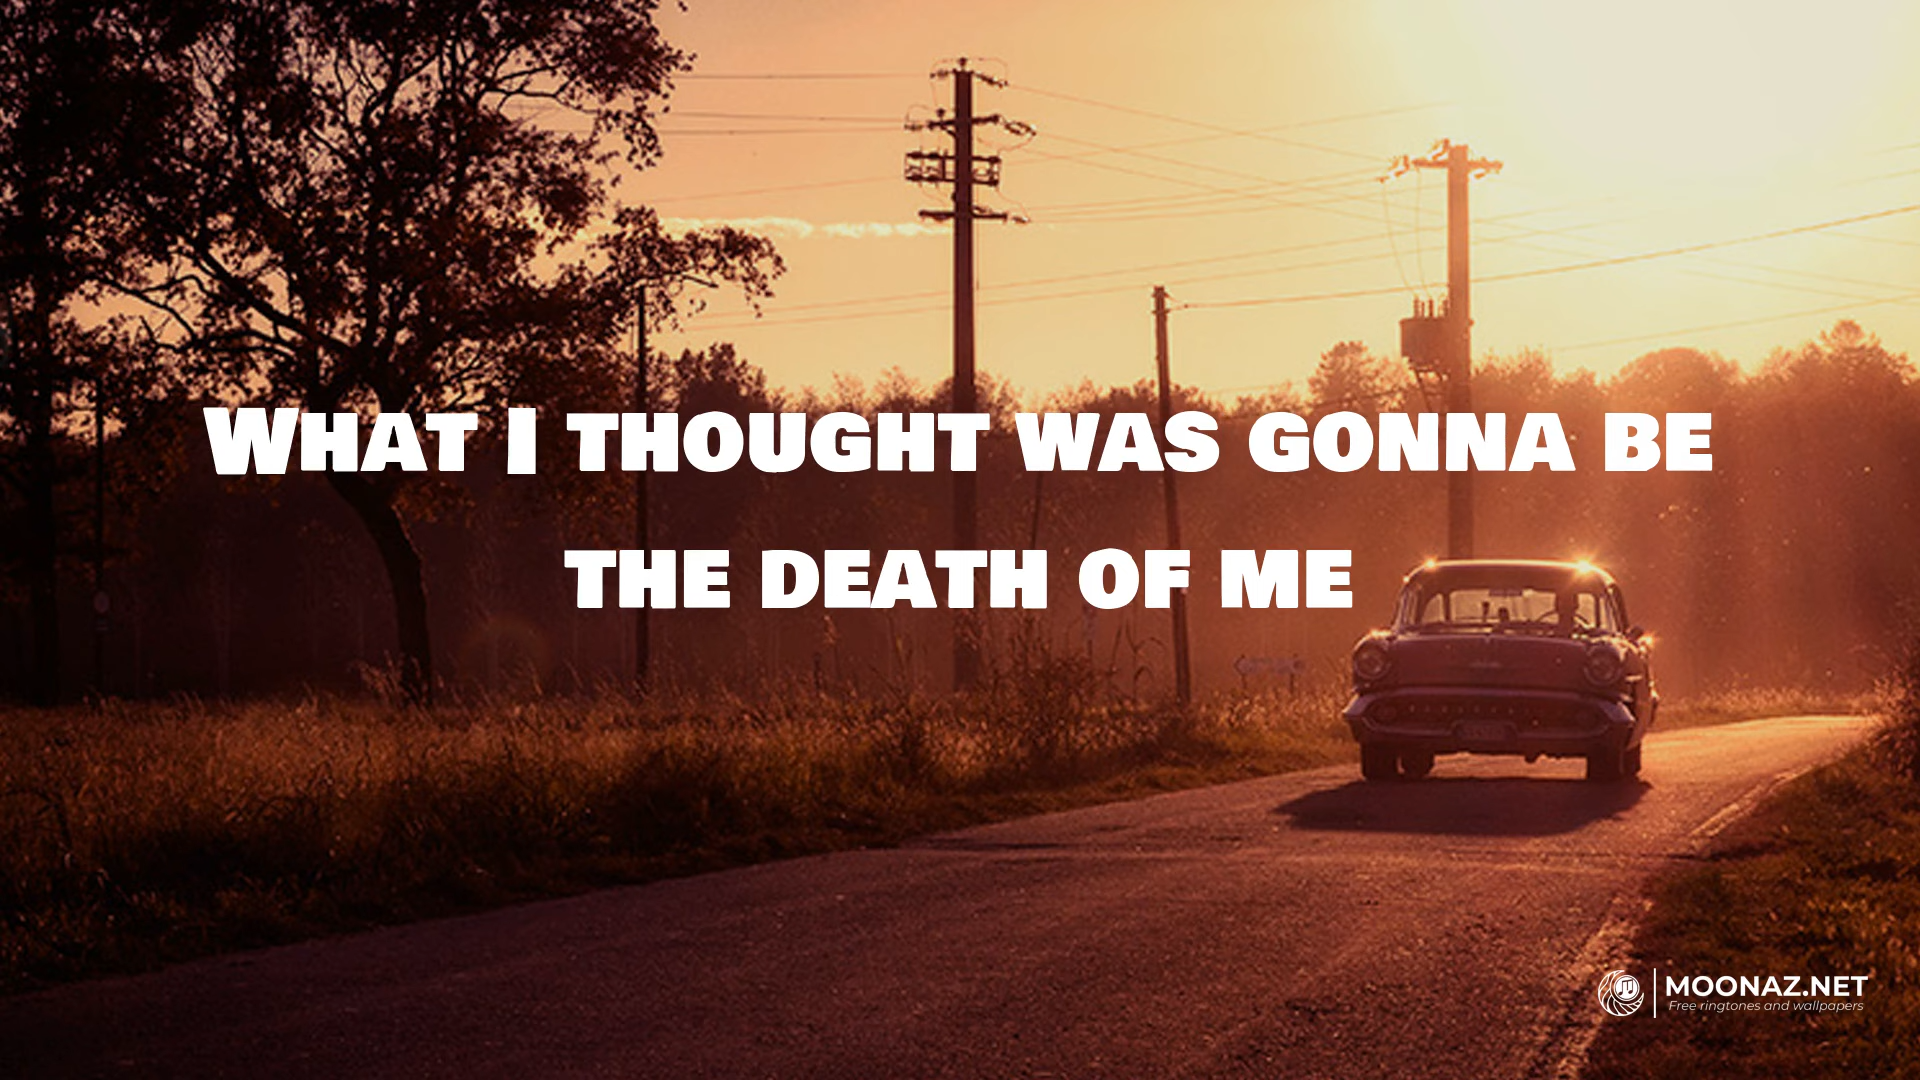 What I thought was gonna be
the death of me
MOONAZ.NET
Free ringtones and wallpapers